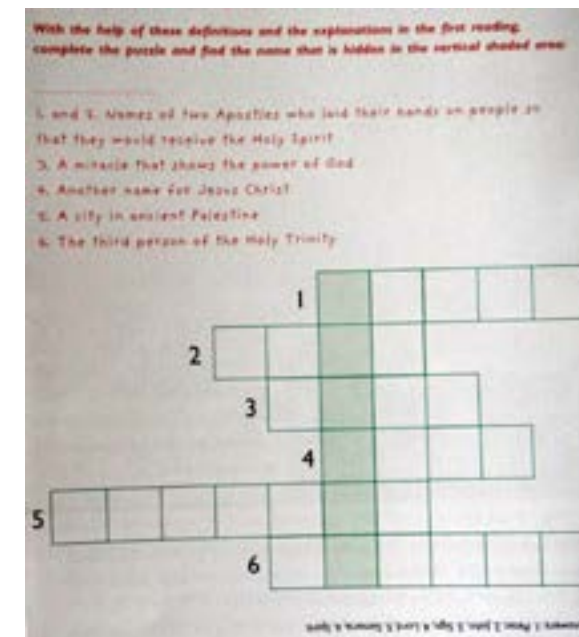 With the help of these definitions and the explanations in the first reading,
complete the puzzle and find the name that is hidden in the vertical shaded area:
1. and 2. Names of two Apostles who laid their hands on people so
that they would receive the Holy Spirit
3. A miracle that shows the power of God
4. Another name for Jesus Christ
5. A city in ancient Palestine
6. The third person of the Holy Trinity
1
2
3
4
5
6
Answers: 1. Peter, 2. John, 3. Sign, 4. Lord, 5. Samaria, 6. Spirit